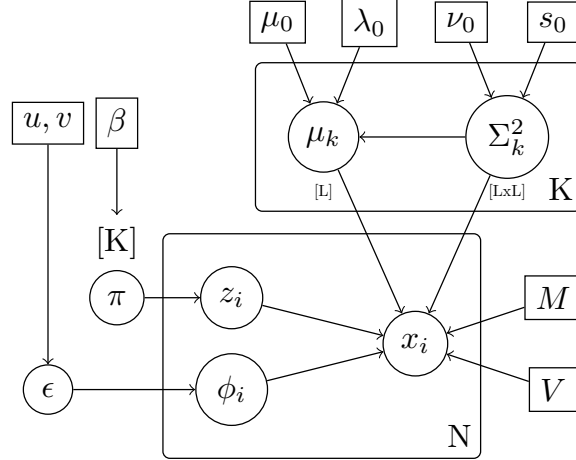 μ₀ λ₀ ν₀ s₀
u, v β μₖ Σ²ₖ
[L] [LxL] K
[K]
π zᵢ M
xᵢ
ϵ ϕᵢ V
N